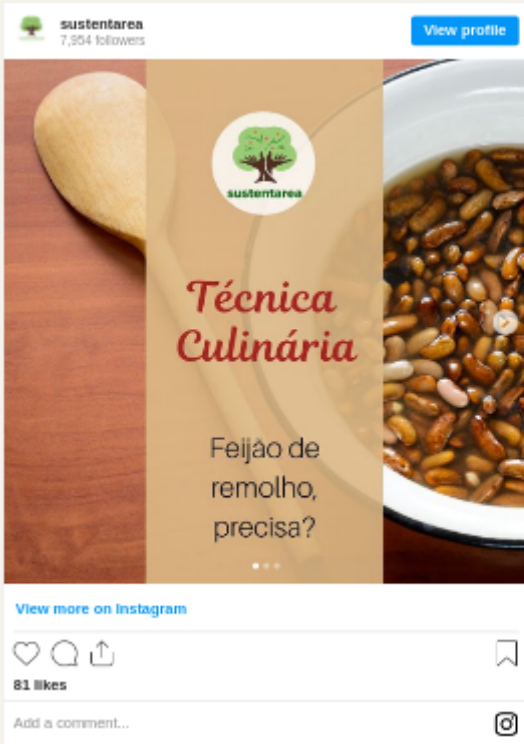 sustentarea
7,954 followers
View profile
sustentarea
Técnica
Culinária
Feijão de
remolho,
precisa?
View more on Instagram
81 likes
Add a comment...